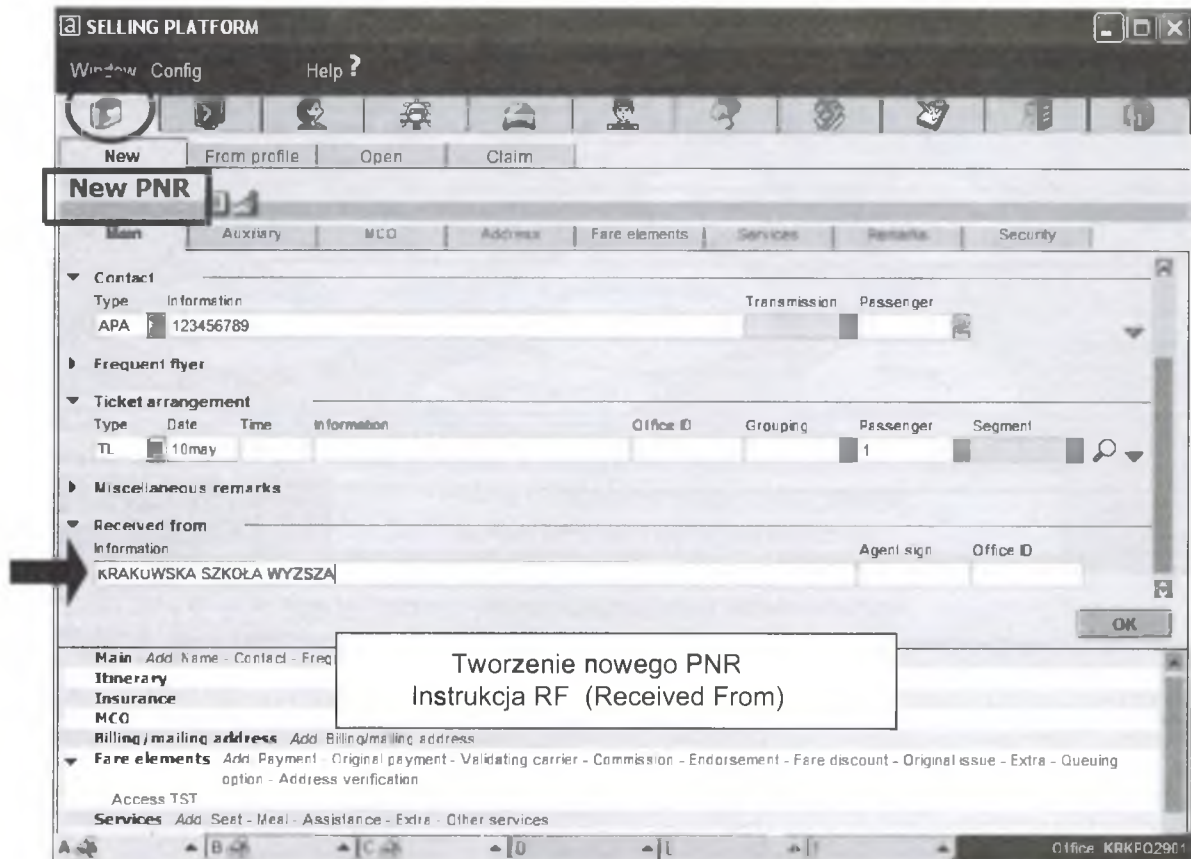 a SELLING PLATFORM
Window Config Help ?
New From profile Open Claim
New PNR
Main Auxiliary MCO Address Fare elements Services Remarks Security
Contact
Type Information Transmission Passenger
APA 123456789
Frequent flyer
Ticket arrangement
Type Date Time Information Office ID Grouping Passenger Segment
TL 10may 1
Miscellaneous remarks
Received from
Information Agent sign Office ID
KRAKOWSKA SZKOŁA WYZSZA
OK
Main Add Name - Contact - Freq
Itinerary
Insurance
MCO
Billing/mailing address Add Billing/mailing address
Fare elements Add Payment - Original payment - Validating carrier - Commission - Endorsement - Fare discount - Original issue - Extra - Queuing
option - Address verification
Access TST
Services Add Seat - Meal - Assistance - Extra - Other services
Tworzenie nowego PNR
Instrukcja RF (Received From)
A B C D Office KRKPO2901